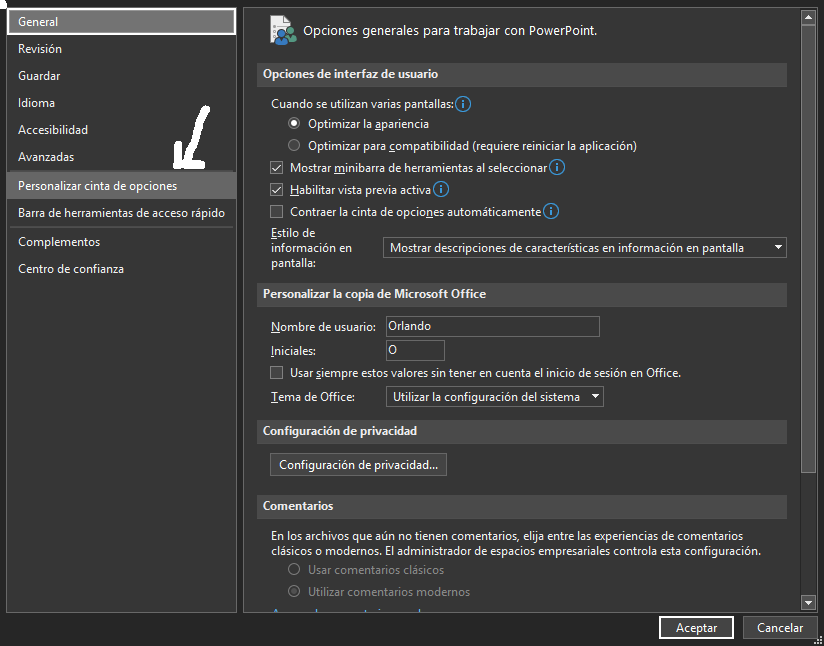 General
Revisión
Guardar
Idioma
Accesibilidad
Avanzadas
Personalizar cinta de opciones
Barra de herramientas de acceso rápido
Complementos
Centro de confianza
Opciones generales para trabajar con PowerPoint.
Opciones de interfaz de usuario
Cuando se utilizan varias pantallas:
Optimizar la apariencia
Optimizar para compatibilidad (requiere reiniciar la aplicación)
Mostrar minibarra de herramientas al seleccionar
Habilitar vista previa activa
Contraer la cinta de opciones automáticamente
Estilo de
información en
pantalla:
Mostrar descripciones de características en información en pantalla
Personalizar la copia de Microsoft Office
Nombre de usuario: Orlando
Iniciales: O
Usar siempre estos valores sin tener en cuenta el inicio de sesión en Office.
Tema de Office: Utilizar la configuración del sistema
Configuración de privacidad
Configuración de privacidad...
Comentarios
En los archivos que aún no tienen comentarios, elija entre las experiencias de comentarios
clásicos o modernos. El administrador de espacios empresariales controla esta configuración.
Usar comentarios clásicos
Utilizar comentarios modernos
Aceptar Cancelar